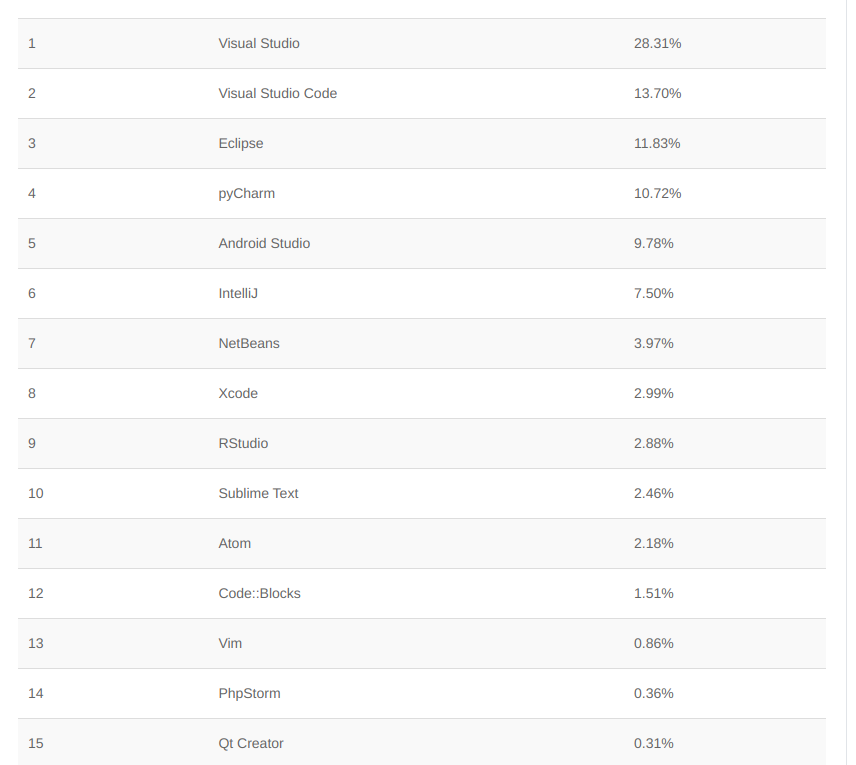 1 Visual Studio 28.31%
2 Visual Studio Code 13.70%
3 Eclipse 11.83%
4 pyCharm 10.72%
5 Android Studio 9.78%
6 IntelliJ 7.50%
7 NetBeans 3.97%
8 Xcode 2.99%
9 RStudio 2.88%
10 Sublime Text 2.46%
11 Atom 2.18%
12 Code::Blocks 1.51%
13 Vim 0.86%
14 PhpStorm 0.36%
15 Qt Creator 0.31%